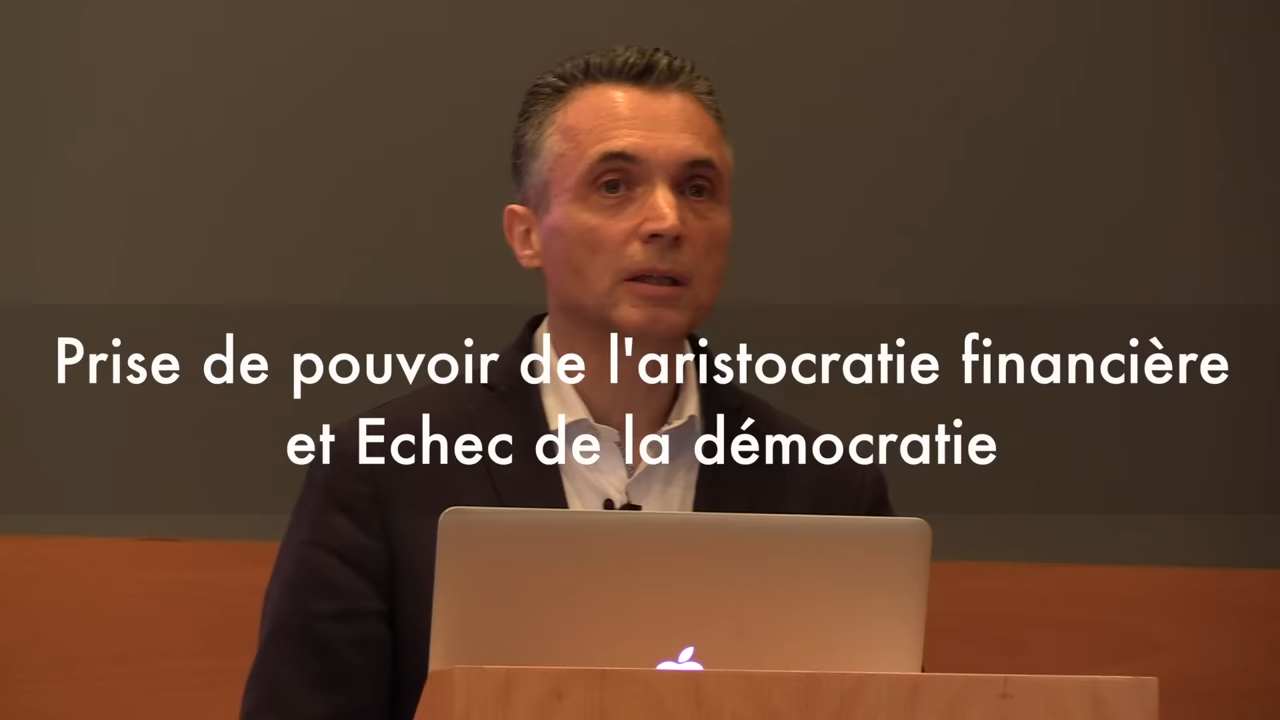 Prise de pouvoir de l'aristocratie financière
et Echec de la démocratie